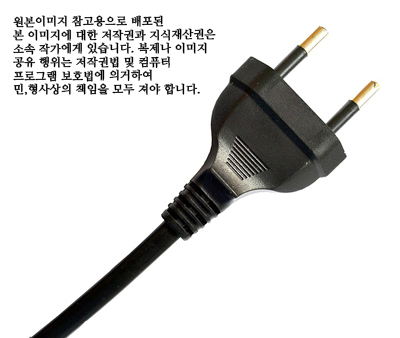 원본이미지 참고용으로 배포된
본 이미지에 대한 저작권과 지식재산권은
소속 작가에게 있습니다. 복제나 이미지
공유 행위는 저작권법 및 컴퓨터
프로그램 보호법에 의거하여
민,형사상의 책임을 모두 져야 합니다.